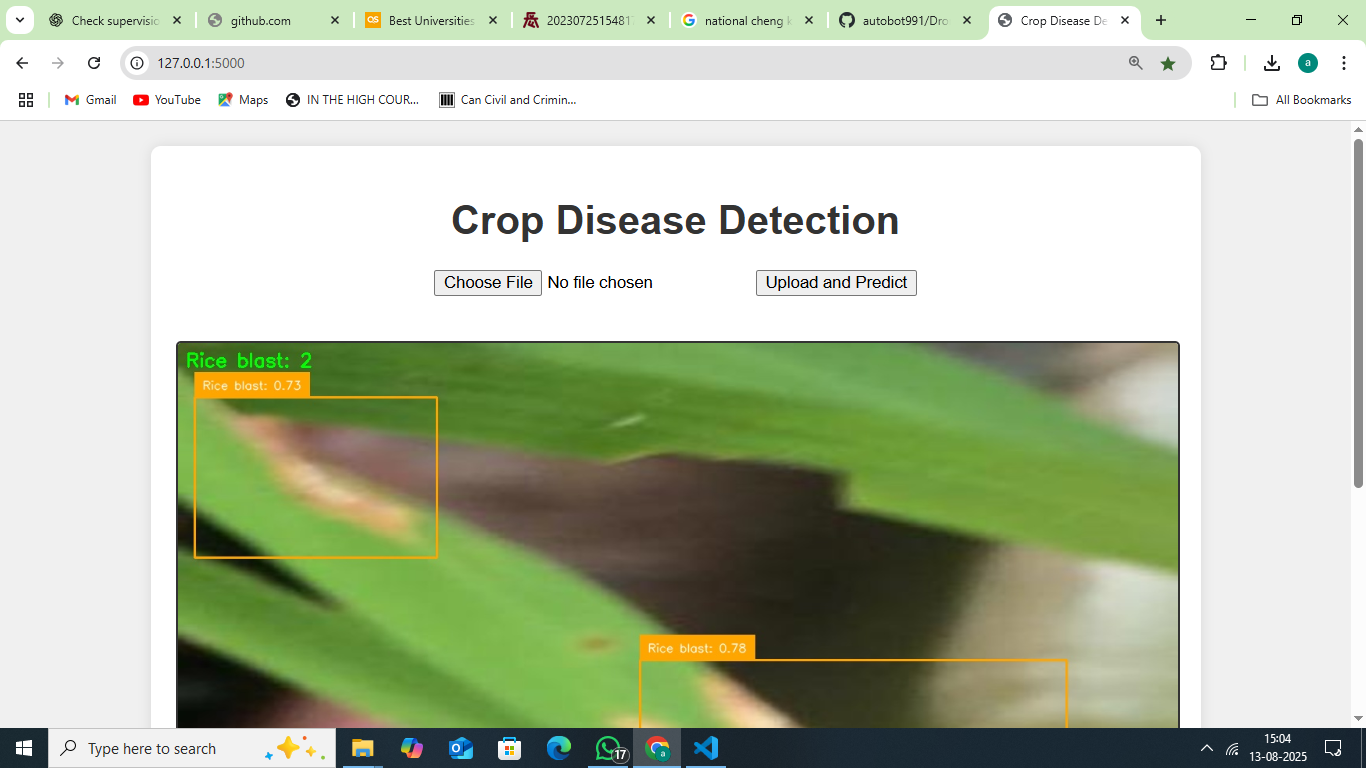 Check supervisio
github.com
Best Universities
2023072515481
national cheng k
autobot991/Dro
Crop Disease De
127.0.0.1:5000
a
Gmail
YouTube
Maps
IN THE HIGH COUR...
Can Civil and Crimin...
All Bookmarks
Crop Disease Detection
Choose File No file chosen
Upload and Predict
Rice blast: 2
Rice blast: 0.73
Rice blast: 0.78
Type here to search
17
15:04
13-08-2025